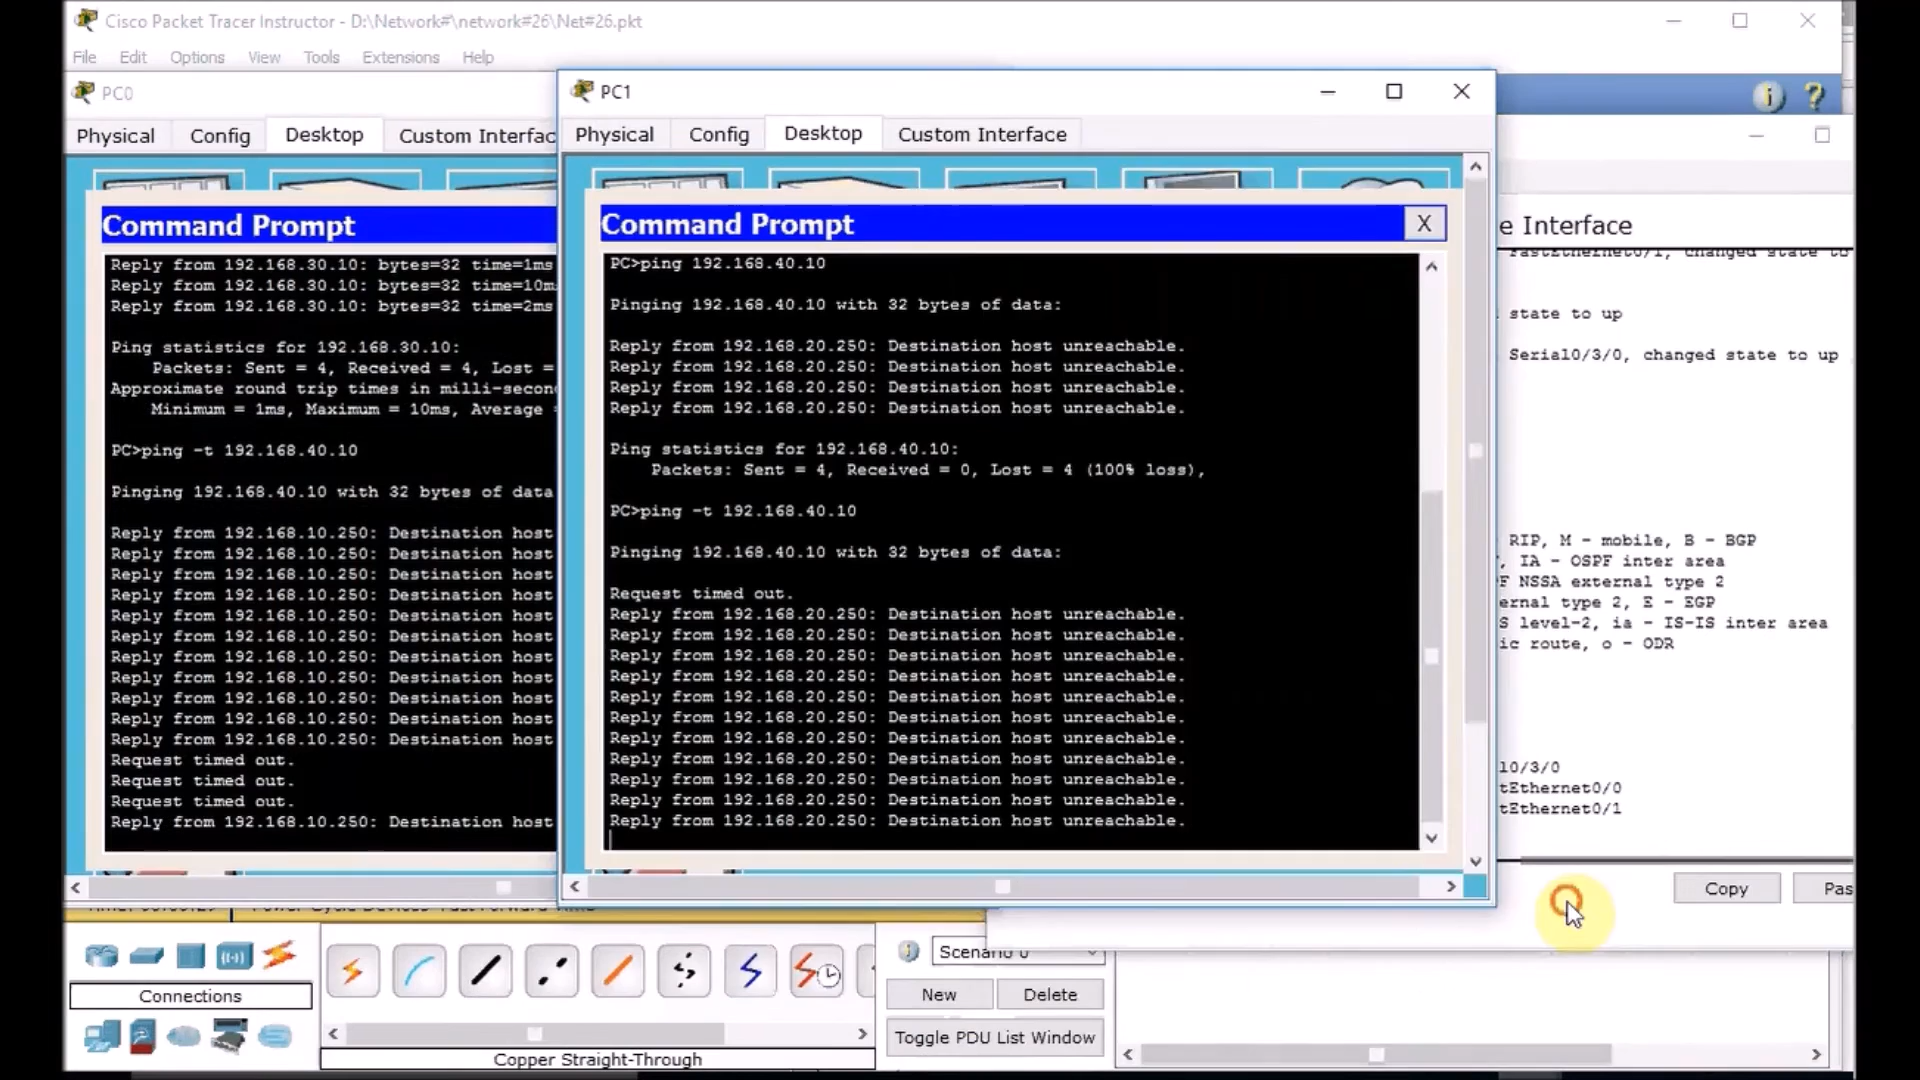 Cisco Packet Tracer Instructor - D:\Network#\network#26\Net#26.pkt
File Edit Options View Tools Extensions Help
PC0
Physical Config Desktop Custom Interfac
Command Prompt
Reply from 192.168.30.10: bytes=32 time=1ms
Reply from 192.168.30.10: bytes=32 time=10m
Reply from 192.168.30.10: bytes=32 time=2ms
Ping statistics for 192.168.30.10:
Packets: Sent = 4, Received = 4, Lost =
Approximate round trip times in milli-secon
Minimum = 1ms, Maximum = 10ms, Average
PC>ping -t 192.168.40.10
Pinging 192.168.40.10 with 32 bytes of data
Reply from 192.168.10.250: Destination host
Reply from 192.168.10.250: Destination host
Reply from 192.168.10.250: Destination host
Reply from 192.168.10.250: Destination host
Reply from 192.168.10.250: Destination host
Reply from 192.168.10.250: Destination host
Reply from 192.168.10.250: Destination host
Reply from 192.168.10.250: Destination host
Reply from 192.168.10.250: Destination host
Reply from 192.168.10.250: Destination host
Reply from 192.168.10.250: Destination host
Request timed out.
Request timed out.
Request timed out.
Reply from 192.168.10.250: Destination host
PC1
Physical Config Desktop Custom Interface
Command Prompt X
PC>ping 192.168.40.10
Pinging 192.168.40.10 with 32 bytes of data:
Reply from 192.168.20.250: Destination host unreachable.
Reply from 192.168.20.250: Destination host unreachable.
Reply from 192.168.20.250: Destination host unreachable.
Reply from 192.168.20.250: Destination host unreachable.
Ping statistics for 192.168.40.10:
Packets: Sent = 4, Received = 0, Lost = 4 (100% loss),
PC>ping -t 192.168.40.10
Pinging 192.168.40.10 with 32 bytes of data:
Request timed out.
Reply from 192.168.20.250: Destination host unreachable.
Reply from 192.168.20.250: Destination host unreachable.
Reply from 192.168.20.250: Destination host unreachable.
Reply from 192.168.20.250: Destination host unreachable.
Reply from 192.168.20.250: Destination host unreachable.
Reply from 192.168.20.250: Destination host unreachable.
Reply from 192.168.20.250: Destination host unreachable.
Reply from 192.168.20.250: Destination host unreachable.
Reply from 192.168.20.250: Destination host unreachable.
Reply from 192.168.20.250: Destination host unreachable.
Reply from 192.168.20.250: Destination host unreachable.
e Interface
FastEthernet0/1, changed state to
state to up
Serial0/3/0, changed state to up
RIP, M - mobile, B - BGP
, IA - OSPF inter area
F NSSA external type 2
ernal type 2, E - EGP
S level-2, ia - IS-IS inter area
ic route, o - ODR
l0/3/0
tEthernet0/0
tEthernet0/1
Copy Pas
Connections
Copper Straight-Through
Scenario 0
New Delete
Toggle PDU List Window